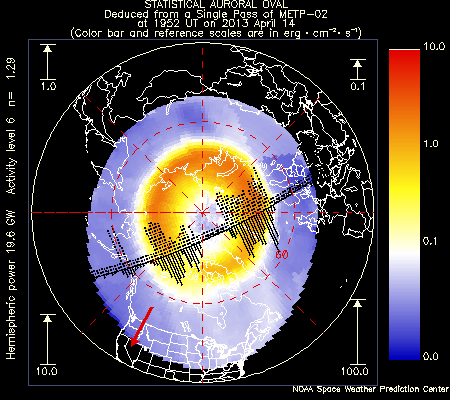 STATISTICAL AURORAL OVAL
Deduced from a Single Pass of METP-02
at 1952 UT on 2013 April 14
(Color bar and reference scales are in erg·cm⁻²·s⁻¹)
Hemispheric power 19.6 GW   Activity level 6   n=   1.29
1.0
0.1
10.0
100.0
60
10.0
1.0
0.1
0.0
NOAA Space Weather Prediction Center